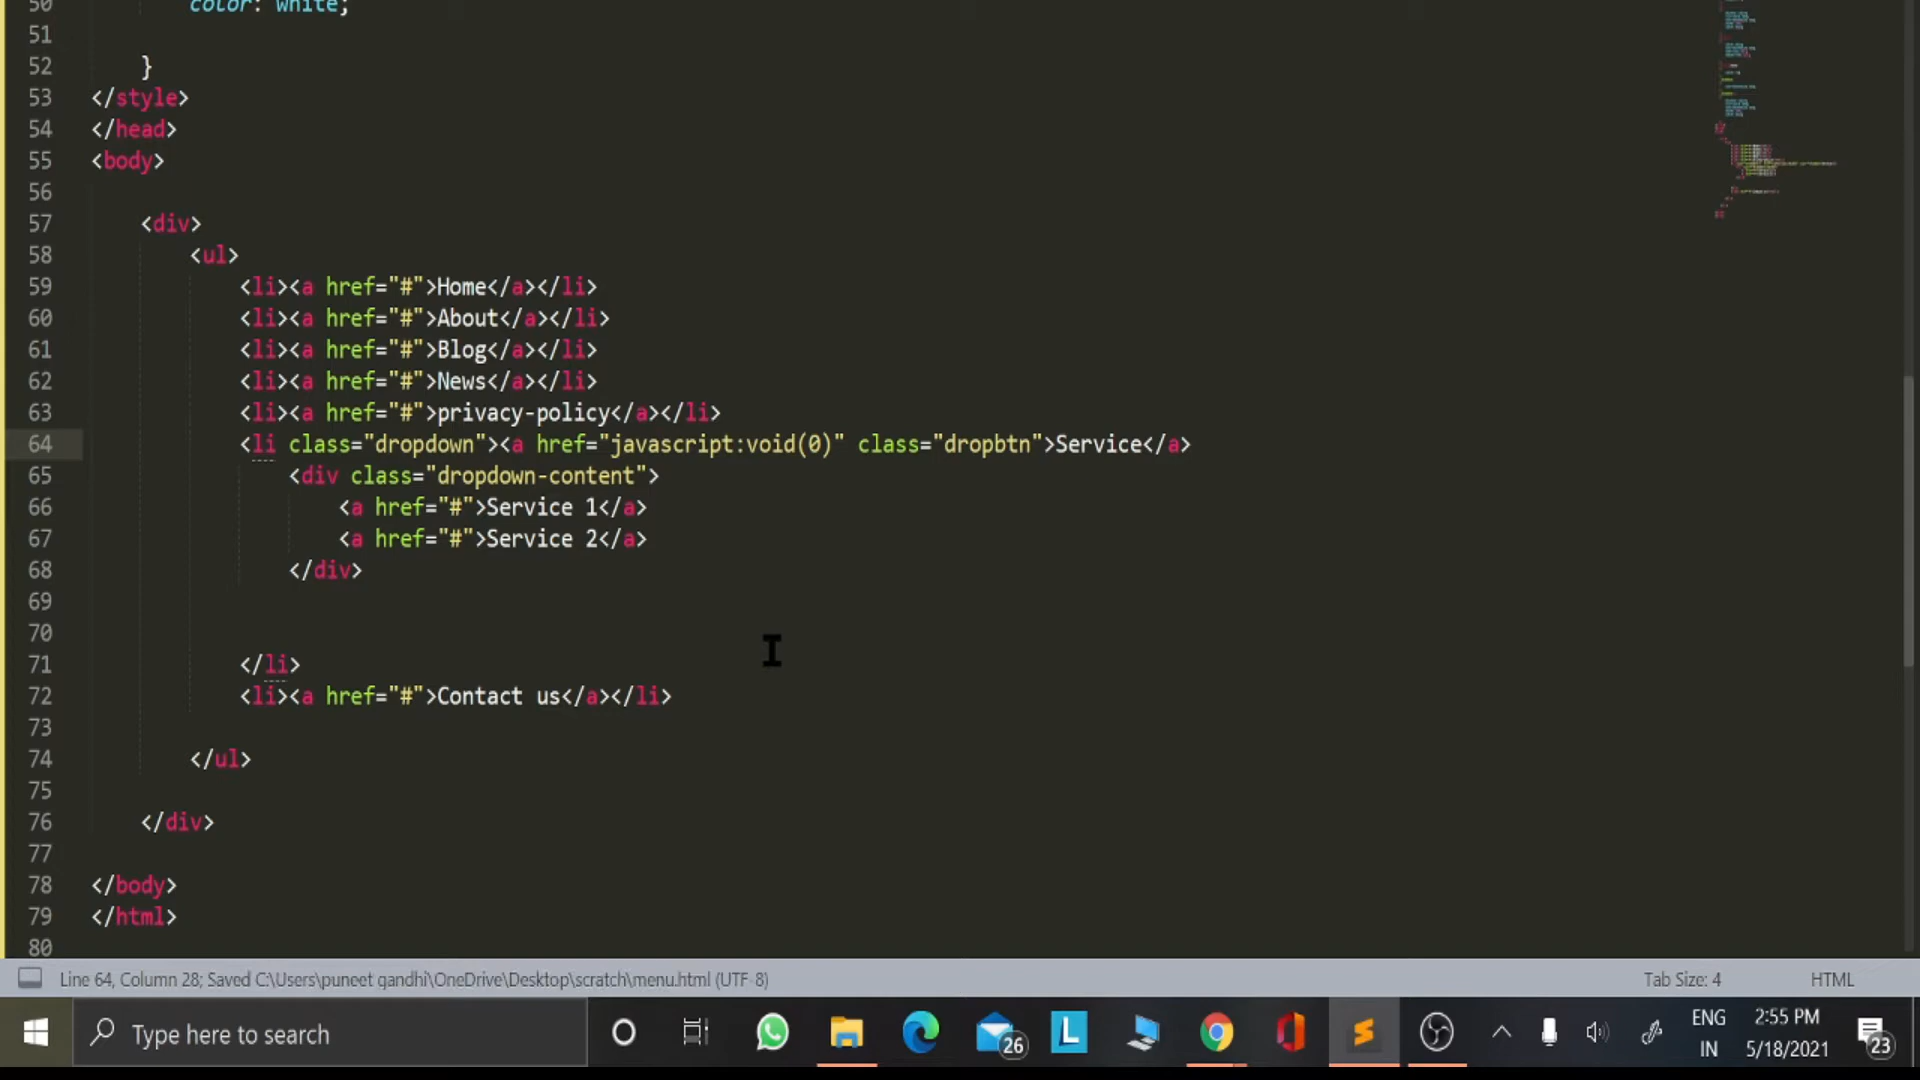 50 color: white;
51
52 }
53 </style>
54 </head>
55 <body>
56
57 <div>
58 <ul>
59 <li><a href="#">Home</a></li>
60 <li><a href="#">About</a></li>
61 <li><a href="#">Blog</a></li>
62 <li><a href="#">News</a></li>
63 <li><a href="#">privacy-policy</a></li>
64 <li class="dropdown"><a href="javascript:void(0)" class="dropbtn">Service</a>
65 <div class="dropdown-content">
66 <a href="#">Service 1</a>
67 <a href="#">Service 2</a>
68 </div>
69
70
71 </li>
72 <li><a href="#">Contact us</a></li>
73
74 </ul>
75
76 </div>
77
78 </body>
79 </html>
80
Line 64, Column 28; Saved C:\Users\puneet gandhi\OneDrive\Desktop\scratch\menu.html (UTF-8) Tab Size: 4 HTML
Type here to search 26 L ENG IN 2:55 PM 5/18/2021 23